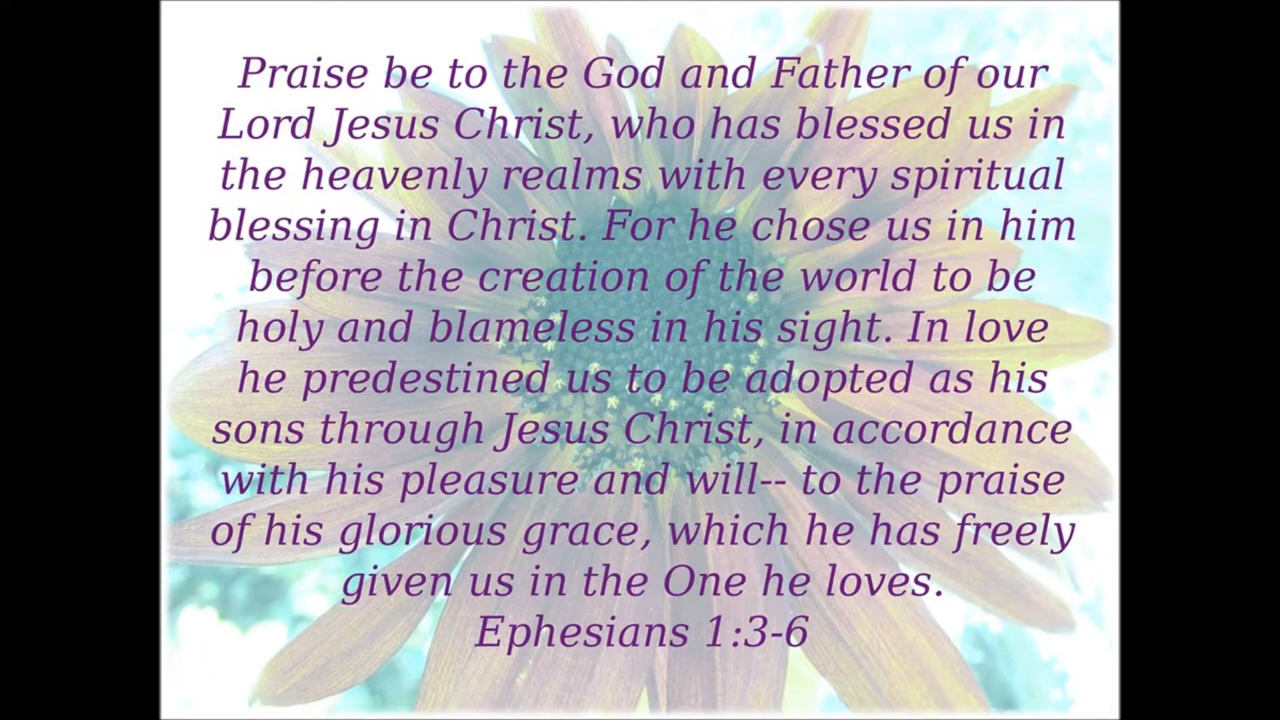 Praise be to the God and Father of our
Lord Jesus Christ, who has blessed us in
the heavenly realms with every spiritual
blessing in Christ. For he chose us in him
before the creation of the world to be
holy and blameless in his sight. In love
he predestined us to be adopted as his
sons through Jesus Christ, in accordance
with his pleasure and will-- to the praise
of his glorious grace, which he has freely
given us in the One he loves.
Ephesians 1:3-6